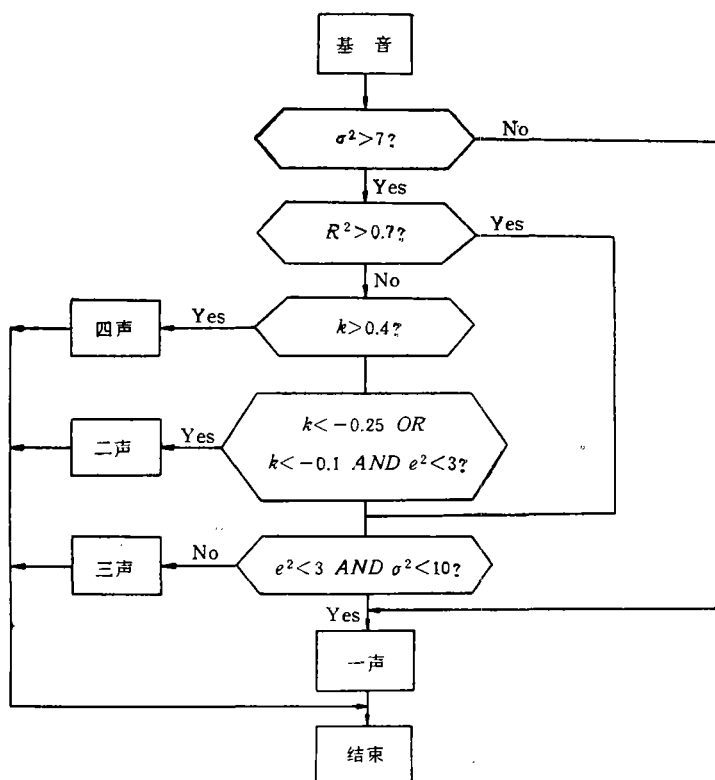 基 音
σ²>7?
No
Yes
R²>0.7?
Yes
No
四声
Yes
k>0.4?
二声
Yes
k<-0.25 OR
k<-0.1 AND e²<3?
三声
No
e²<3 AND σ²<10?
Yes
一声
结束